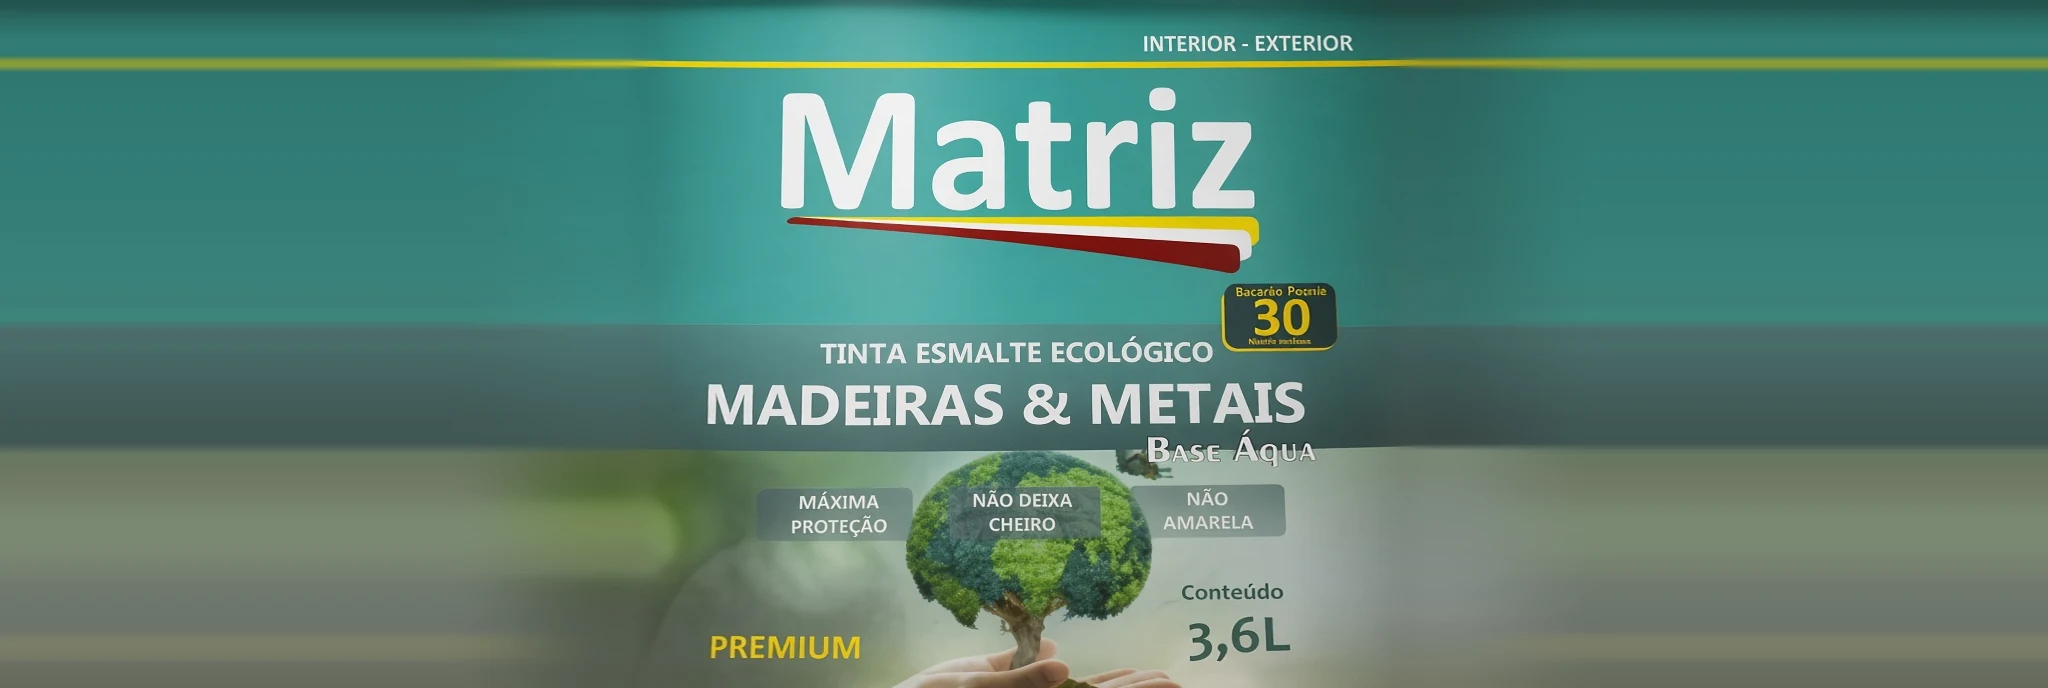 INTERIOR - EXTERIOR
Matriz
30
TINTA ESMALTE ECOLÓGICO
MADEIRAS & METAIS
BASE ÁQUA
MÁXIMA
PROTEÇÃO
NÃO DEIXA
CHEIRO
NÃO
AMARELA
Conteúdo
3,6L
PREMIUM